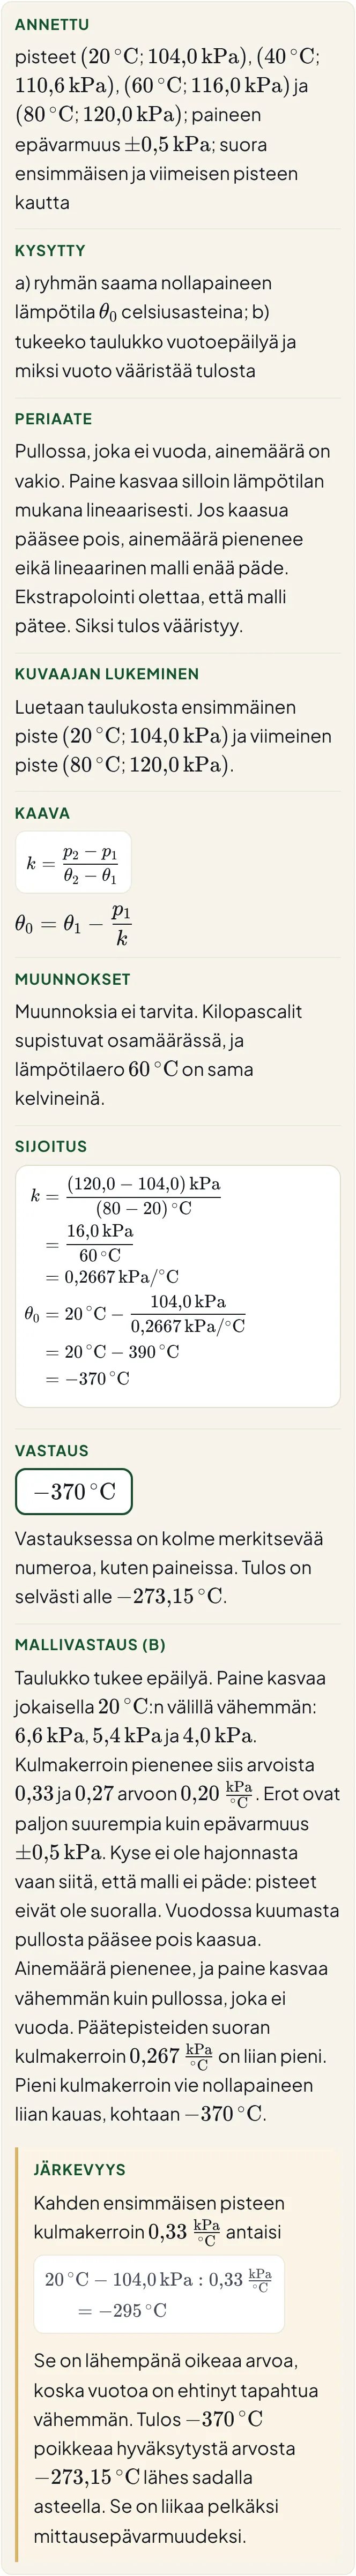 ANNETTU
pisteet (20 °C; 104,0 kPa), (40 °C;
110,6 kPa), (60 °C; 116,0 kPa) ja
(80 °C; 120,0 kPa); paineen
epävarmuus ±0,5 kPa; suora
ensimmäisen ja viimeisen pisteen
kautta
KYSYTTY
a) ryhmän saama nollapaineen
lämpötila θ₀ celsiusasteina; b)
tukeeko taulukko vuotoepäilyä ja
miksi vuoto vääristää tulosta
PERIAATE
Pullossa, joka ei vuoda, ainemäärä on
vakio. Paine kasvaa silloin lämpötilan
mukana lineaarisesti. Jos kaasua
pääsee pois, ainemäärä pienenee
eikä lineaarinen malli enää päde.
Ekstrapolointi olettaa, että malli
pätee. Siksi tulos vääristyy.
KUVAAJAN LUKEMINEN
Luetaan taulukosta ensimmäinen
piste (20 °C; 104,0 kPa) ja viimeinen
piste (80 °C; 120,0 kPa).
KAAVA
k = (p₂ − p₁)/(θ₂ − θ₁)
θ₀ = θ₁ − p₁/k
MUUNNOKSET
Muunnoksia ei tarvita. Kilopascalit
supistuvat osamäärässä, ja
lämpötilaero 60 °C on sama
kelvineinä.
SIJOITUS
k = (120,0 − 104,0) kPa / (80 − 20) °C
= 16,0 kPa / 60 °C
= 0,2667 kPa/°C
θ₀ = 20 °C − 104,0 kPa / 0,2667 kPa/°C
= 20 °C − 390 °C
= −370 °C
VASTAUS
−370 °C
Vastauksessa on kolme merkitsevää
numeroa, kuten paineissa. Tulos on
selvästi alle −273,15 °C.
MALLIVASTAUS (B)
Taulukko tukee epäilyä. Paine kasvaa
jokaisella 20 °C:n välillä vähemmän:
6,6 kPa, 5,4 kPa ja 4,0 kPa.
Kulmakerroin pienenee siis arvoista
0,33 ja 0,27 arvoon 0,20 kPa/°C. Erot ovat
paljon suurempia kuin epävarmuus
±0,5 kPa. Kyse ei ole hajonnasta
vaan siitä, että malli ei päde: pisteet
eivät ole suoralla. Vuodossa kuumasta
pullosta pääsee pois kaasua.
Ainemäärä pienenee, ja paine kasvaa
vähemmän kuin pullossa, joka ei
vuoda. Päätepisteiden suoran
kulmakerroin 0,267 kPa/°C on liian pieni.
Pieni kulmakerroin vie nollapaineen
liian kauas, kohtaan −370 °C.
JÄRKEVYYS
Kahden ensimmäisen pisteen
kulmakerroin 0,33 kPa/°C antaisi
20 °C − 104,0 kPa : 0,33 kPa/°C
= −295 °C
Se on lähempänä oikeaa arvoa,
koska vuotoa on ehtinyt tapahtua
vähemmän. Tulos −370 °C
poikkeaa hyväksytystä arvosta
−273,15 °C lähes sadalla
asteella. Se on liikaa pelkäksi
mittausepävarmuudeksi.